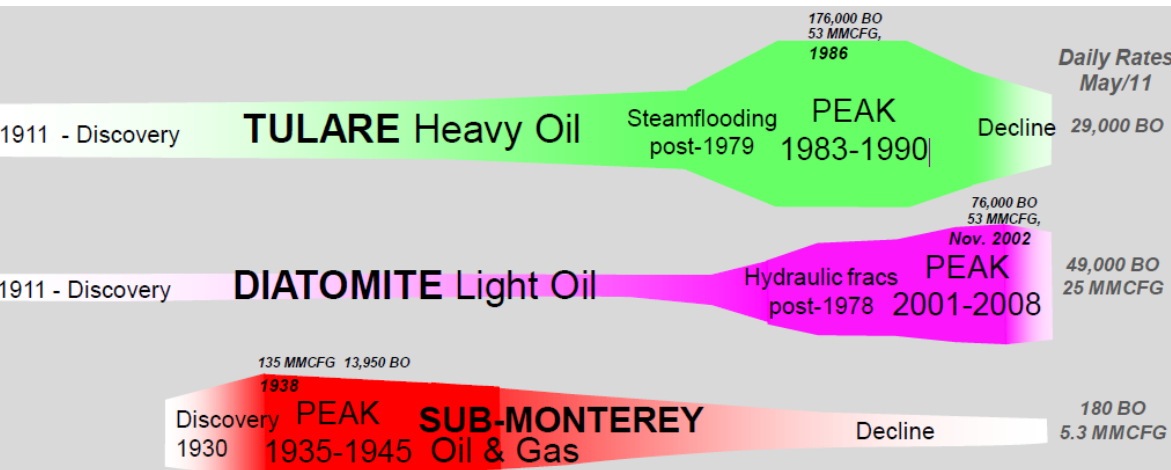 176,000 BO
53 MMCFG,
1986
Daily Rates
May/11
1911 - Discovery
TULARE Heavy Oil
Steamflooding
post-1979
PEAK
1983-1990
Decline
29,000 BO
76,000 BO
53 MMCFG,
Nov. 2002
1911 - Discovery
DIATOMITE Light Oil
Hydraulic fracs
post-1978
PEAK
2001-2008
49,000 BO
25 MMCFG
135 MMCFG 13,950 BO
1938
Discovery
1930
PEAK
1935-1945
SUB-MONTEREY
Oil & Gas
Decline
180 BO
5.3 MMCFG